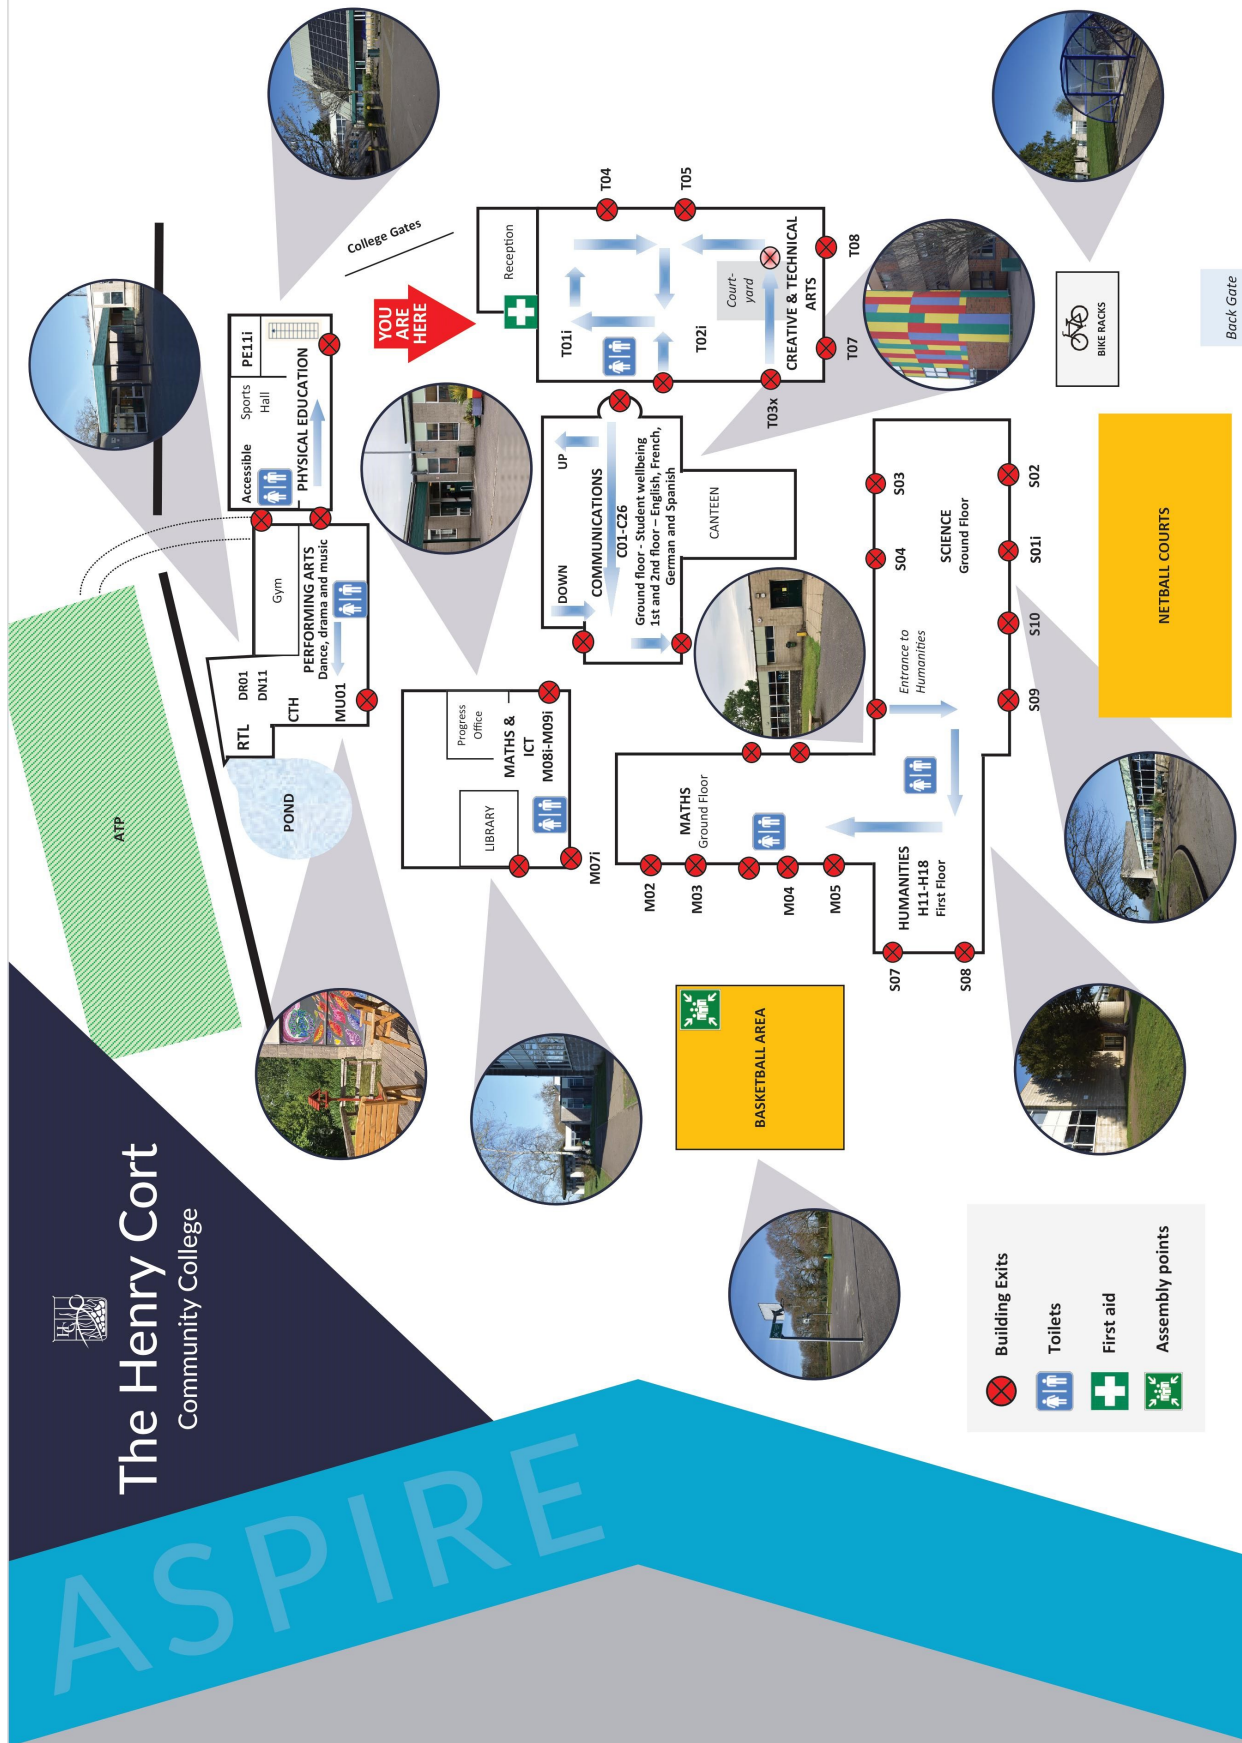 The Henry Cort
Community College
ASPIRE
ATP
POND
RTL
DR01
DN11
CTH
MU01
Gym
PERFORMING ARTS
Dance, drama and music
Accessible
Sports
Hall
PE11i
PHYSICAL EDUCATION
College Gates
YOU
ARE
HERE
Reception
T01i
T02i
T03x
T04
T05
T07
T08
Court-
yard
CREATIVE & TECHNICAL
ARTS
LIBRARY
Progress
Office
MATHS &
ICT
M08i-M09i
M07i
DOWN
UP
COMMUNICATIONS
C01-C26
Ground floor - Student wellbeing
1st and 2nd floor – English, French,
German and Spanish
CANTEEN
MATHS
Ground Floor
M02
M03
M04
M05
HUMANITIES
H11-H18
First Floor
S07
S08
Entrance to
Humanities
SCIENCE
Ground Floor
S04
S03
S09
S10
S01i
S02
BASKETBALL AREA
NETBALL COURTS
BIKE RACKS
Back Gate
Building Exits
Toilets
First aid
Assembly points